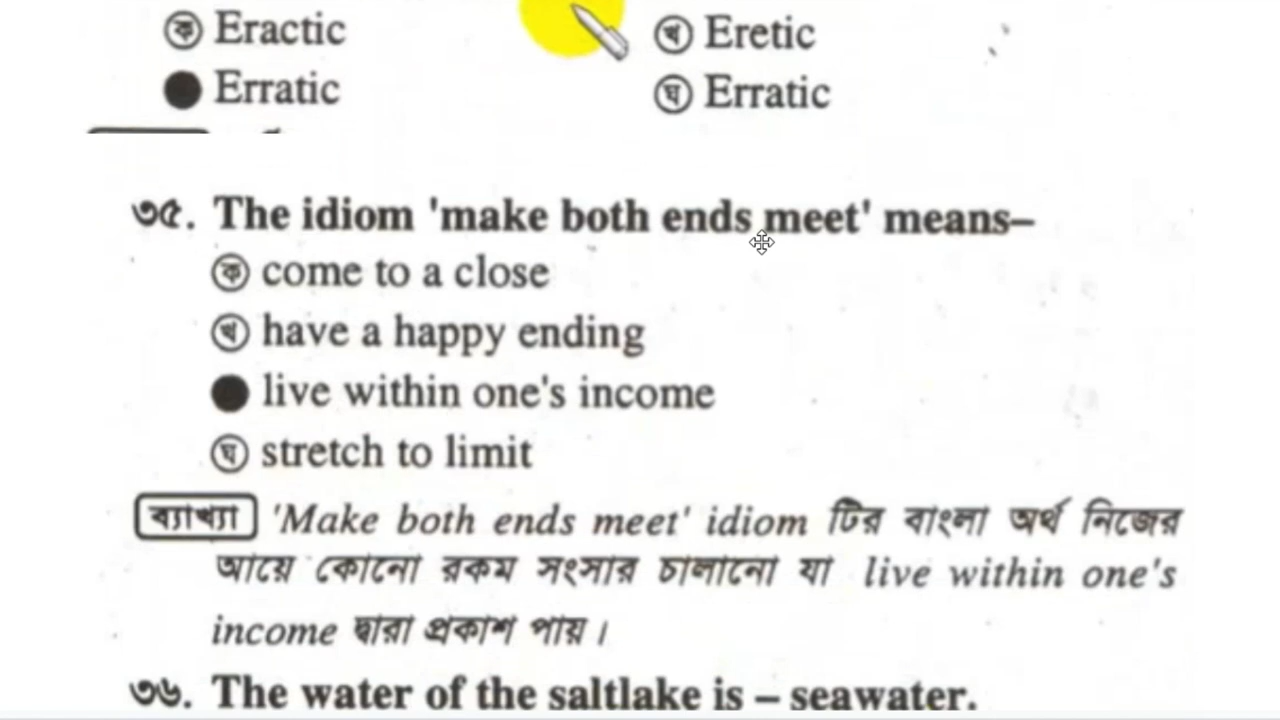 ক Eractic খ Eretic
Erratic ঘ Erratic
৩৫. The idiom 'make both ends meet' means–
ক come to a close
খ have a happy ending
live within one's income
ঘ stretch to limit
ব্যাখ্যা 'Make both ends meet' idiom টির বাংলা অর্থ নিজের
আয়ে কোনো রকম সংসার চালানো যা live within one's
income দ্বারা প্রকাশ পায়।
৩৬. The water of the saltlake is – seawater.